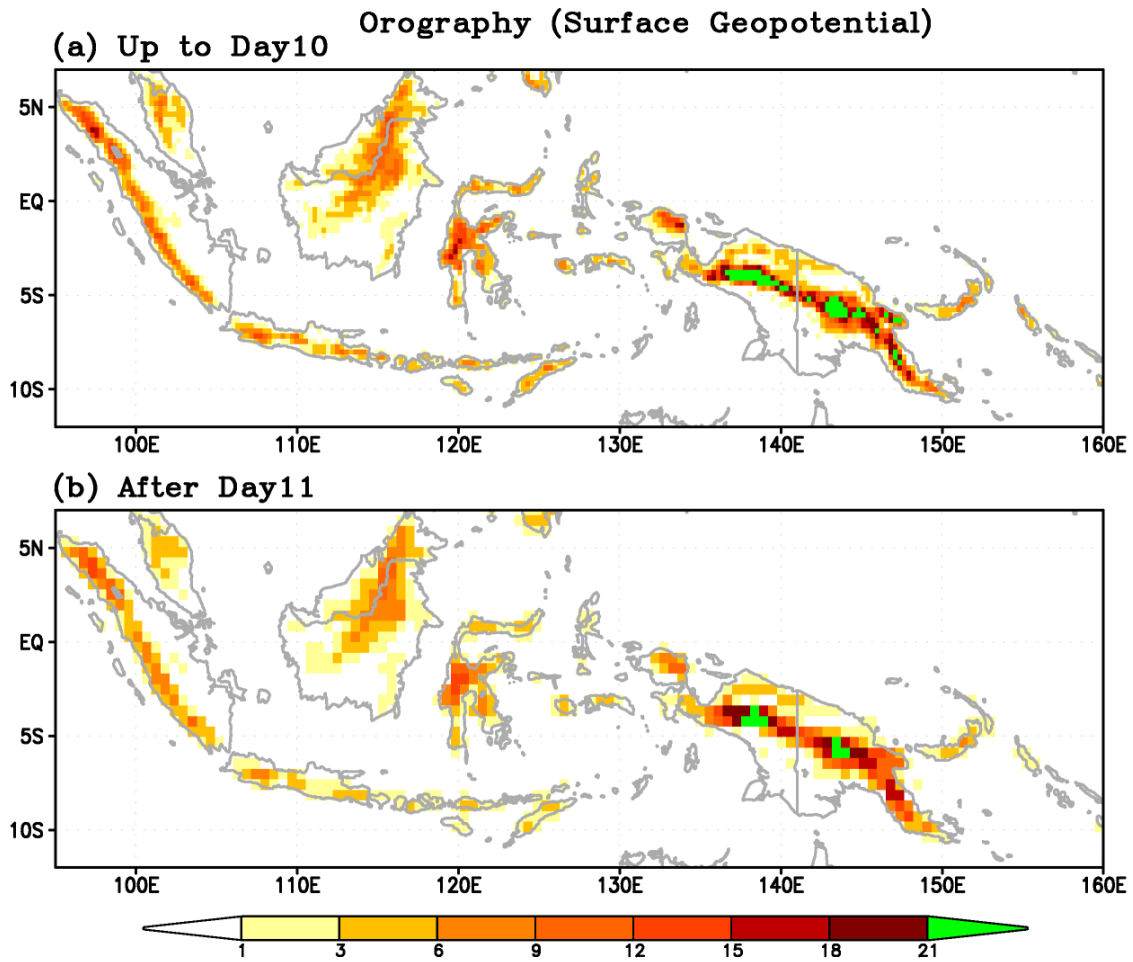 Orography (Surface Geopotential)
(a) Up to Day10
5N
EQ
5S
10S
100E 110E 120E 130E 140E 150E 160E
(b) After Day11
5N
EQ
5S
10S
100E 110E 120E 130E 140E 150E 160E
1 3 6 9 12 15 18 21